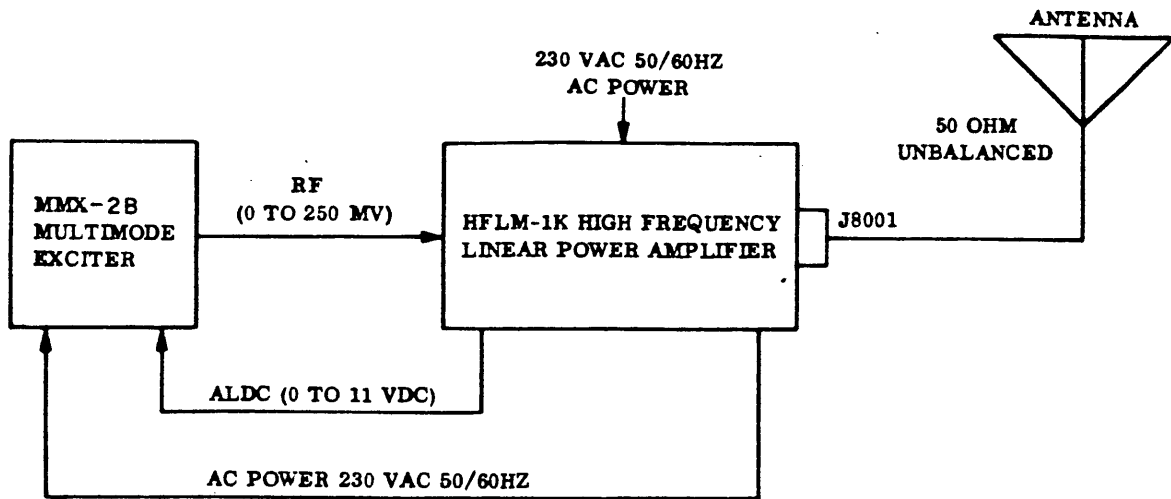 ANTENNA
230 VAC 50/60HZ
AC POWER
50 OHM
UNBALANCED
MMX-2B
MULTIMODE
EXCITER
RF
(0 TO 250 MV)
HFLM-1K HIGH FREQUENCY
LINEAR POWER AMPLIFIER
J8001
ALDC (0 TO 11 VDC)
AC POWER 230 VAC 50/60HZ